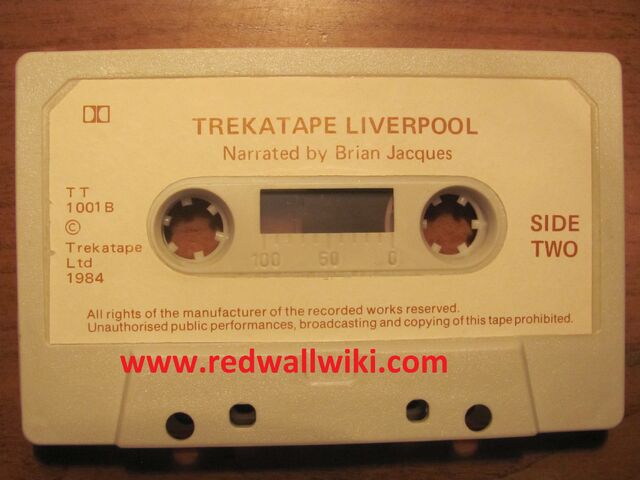 TREKATAPE LIVERPOOL
Narrated by Brian Jacques
TT
1001B
©
Trekatape
Ltd
1984
SIDE
TWO
100 50 0
All rights of the manufacturer of the recorded works reserved.
Unauthorised public performances, broadcasting and copying of this tape prohibited.
www.redwallwiki.com